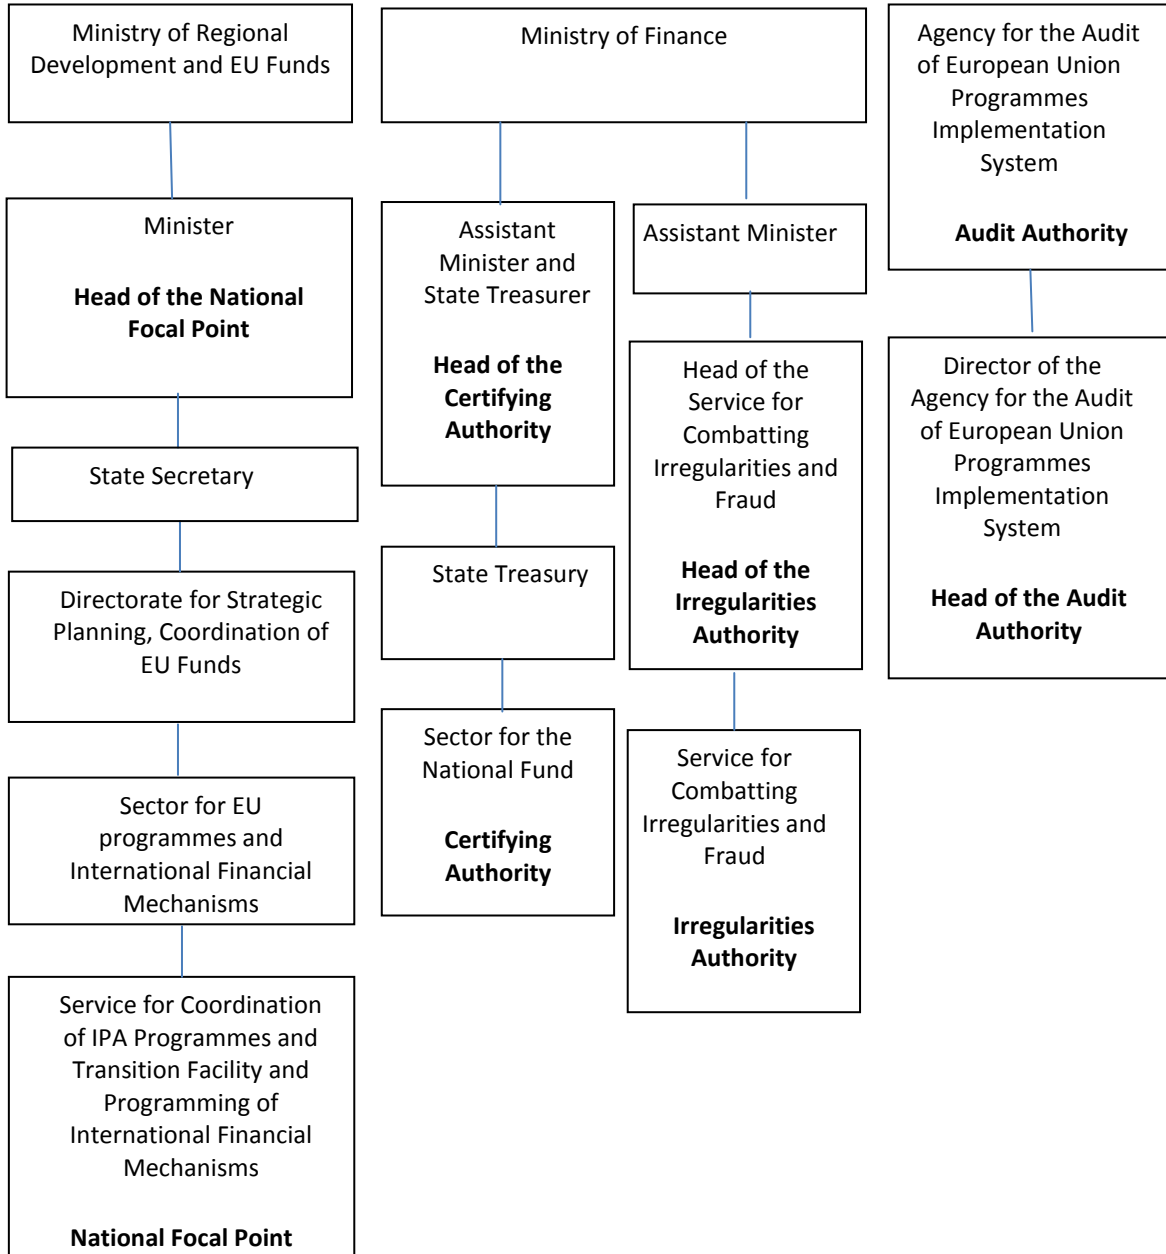 Ministry of Regional
Development and EU Funds
Minister
Head of the National
Focal Point
State Secretary
Directorate for Strategic
Planning, Coordination of
EU Funds
Sector for EU
programmes and
International Financial
Mechanisms
Service for Coordination
of IPA Programmes and
Transition Facility and
Programming of
International Financial
Mechanisms
National Focal Point
Ministry of Finance
Assistant
Minister and
State Treasurer
Head of the
Certifying
Authority
State Treasury
Sector for the
National Fund
Certifying
Authority
Assistant Minister
Head of the
Service for
Combatting
Irregularities and
Fraud
Head of the
Irregularities
Authority
Service for
Combatting
Irregularities and
Fraud
Irregularities
Authority
Agency for the Audit
of European Union
Programmes
Implementation
System
Audit Authority
Director of the
Agency for the Audit
of European Union
Programmes
Implementation
System
Head of the Audit
Authority